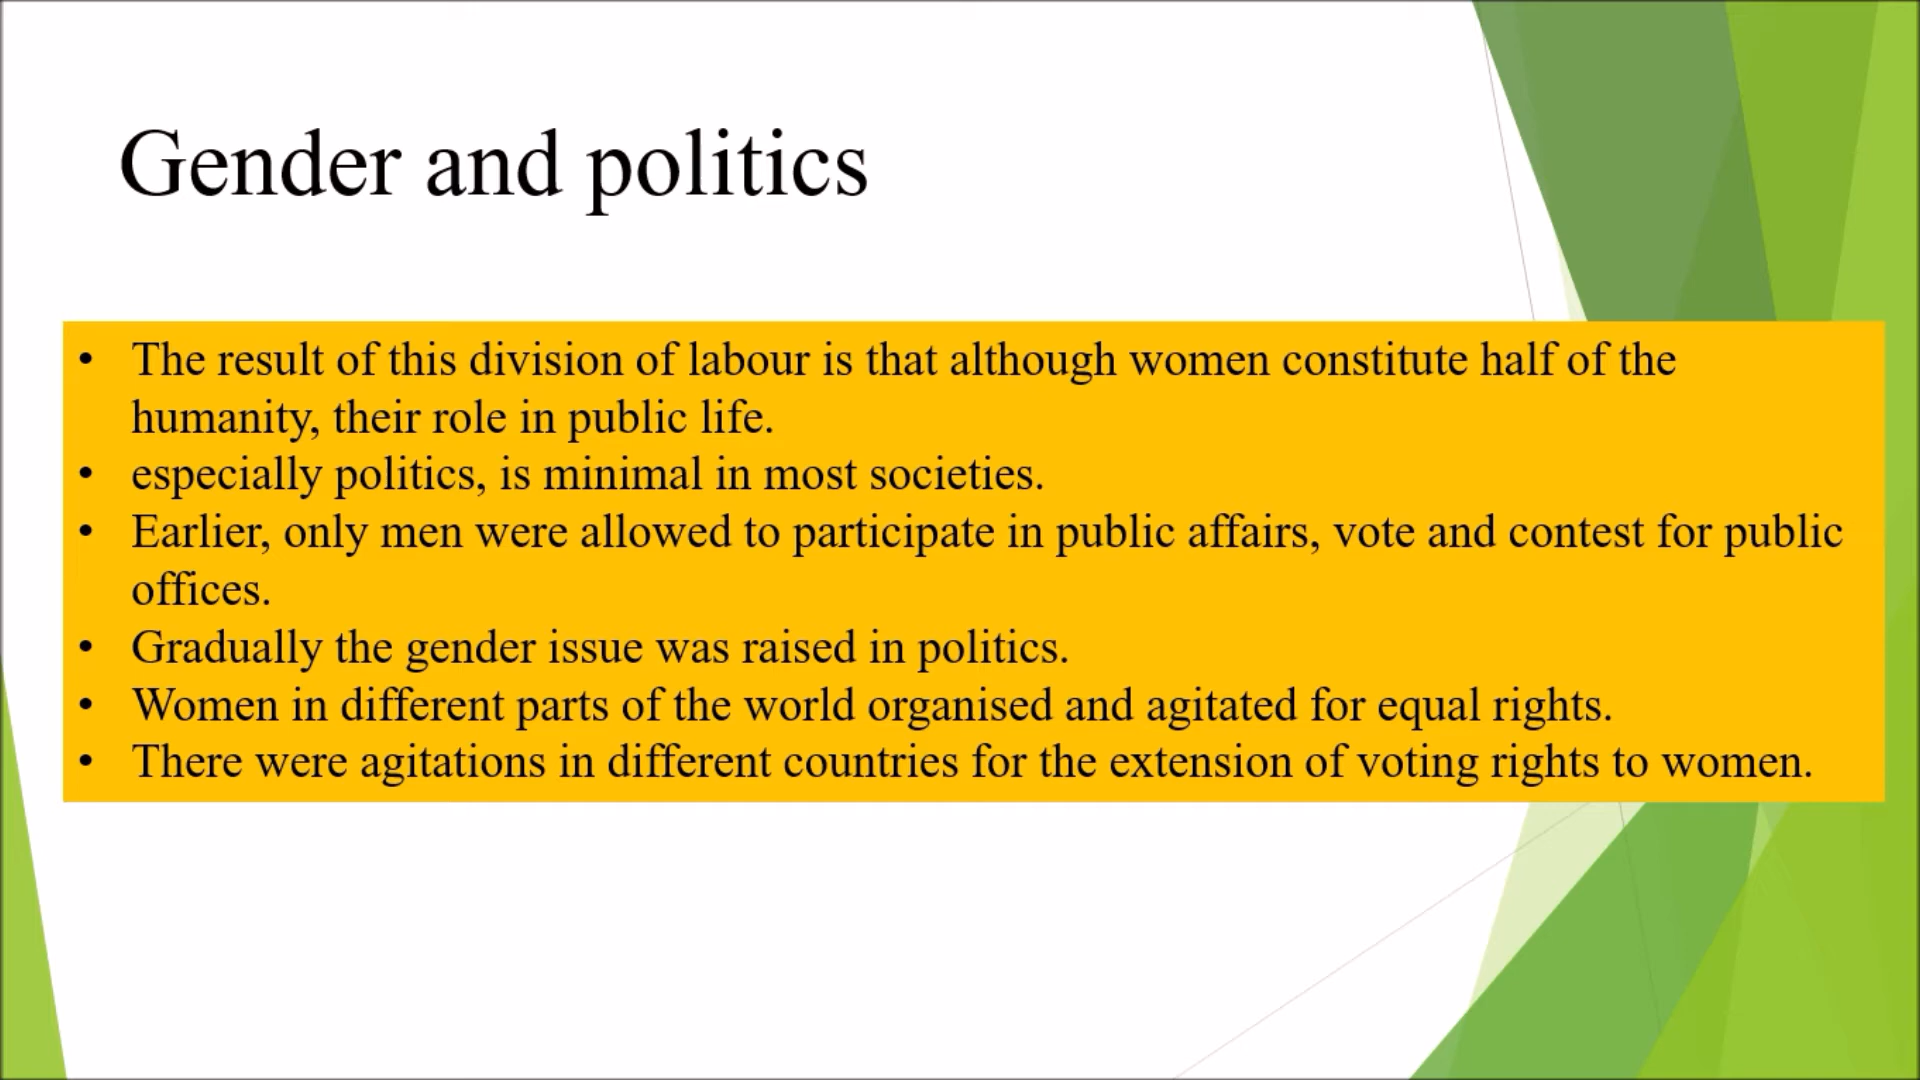 Gender and politics
• The result of this division of labour is that although women constitute half of the
humanity, their role in public life.
• especially politics, is minimal in most societies.
• Earlier, only men were allowed to participate in public affairs, vote and contest for public
offices.
• Gradually the gender issue was raised in politics.
• Women in different parts of the world organised and agitated for equal rights.
• There were agitations in different countries for the extension of voting rights to women.